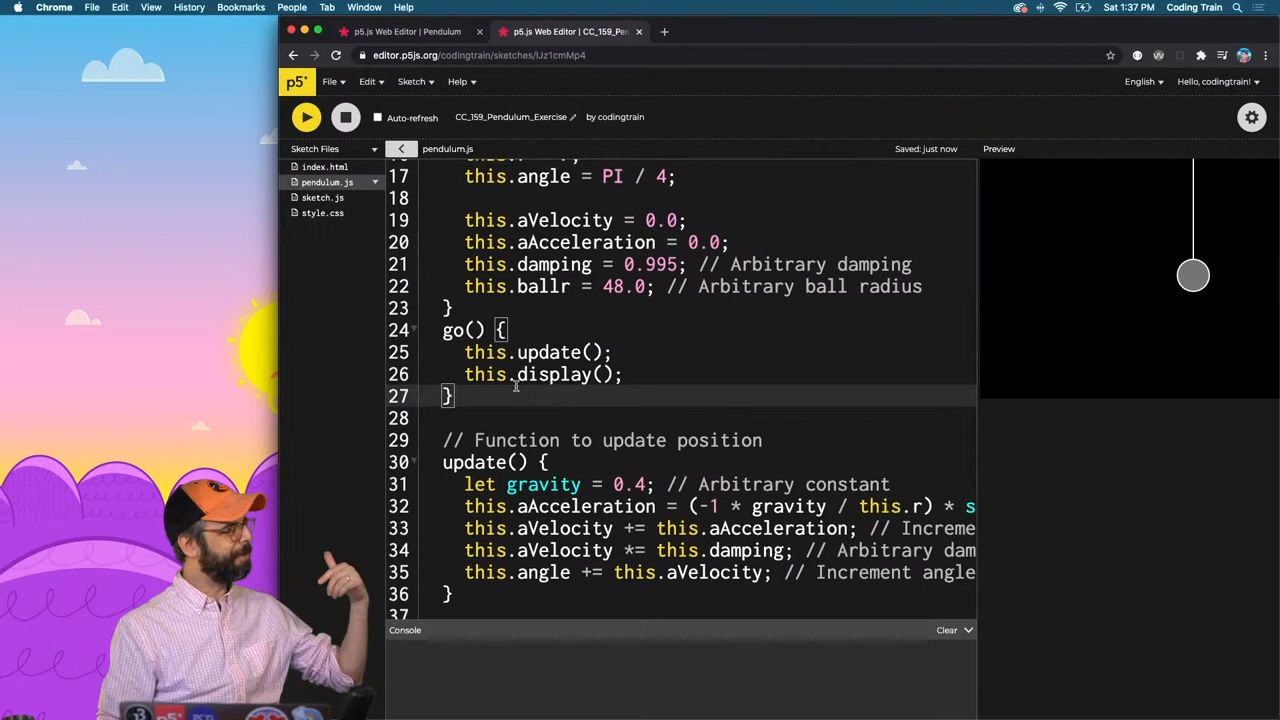 Chrome File Edit View History Bookmarks People Tab Window Help Sat 1:37 PM Coding Train
p5.js Web Editor | Pendulum p5.js Web Editor | CC_159_Pen
editor.p5js.org/codingtrain/sketches/IJz1cmMp4
p5* File Edit Sketch Help English Hello, codingtrain!
Auto-refresh CC_159_Pendulum_Exercise by codingtrain
Sketch Files pendulum.js Saved: just now Preview
index.html
pendulum.js
sketch.js
style.css
17 this.angle = PI / 4;
18
19 this.aVelocity = 0.0;
20 this.aAcceleration = 0.0;
21 this.damping = 0.995; // Arbitrary damping
22 this.ballr = 48.0; // Arbitrary ball radius
23 }
24 go() {
25 this.update();
26 this.display();
27 }
28
29 // Function to update position
30 update() {
31 let gravity = 0.4; // Arbitrary constant
32 this.aAcceleration = (-1 * gravity / this.r) * s
33 this.aVelocity += this.aAcceleration; // Increme
34 this.aVelocity *= this.damping; // Arbitrary dam
35 this.angle += this.aVelocity; // Increment angle
36 }
37
Console Clear